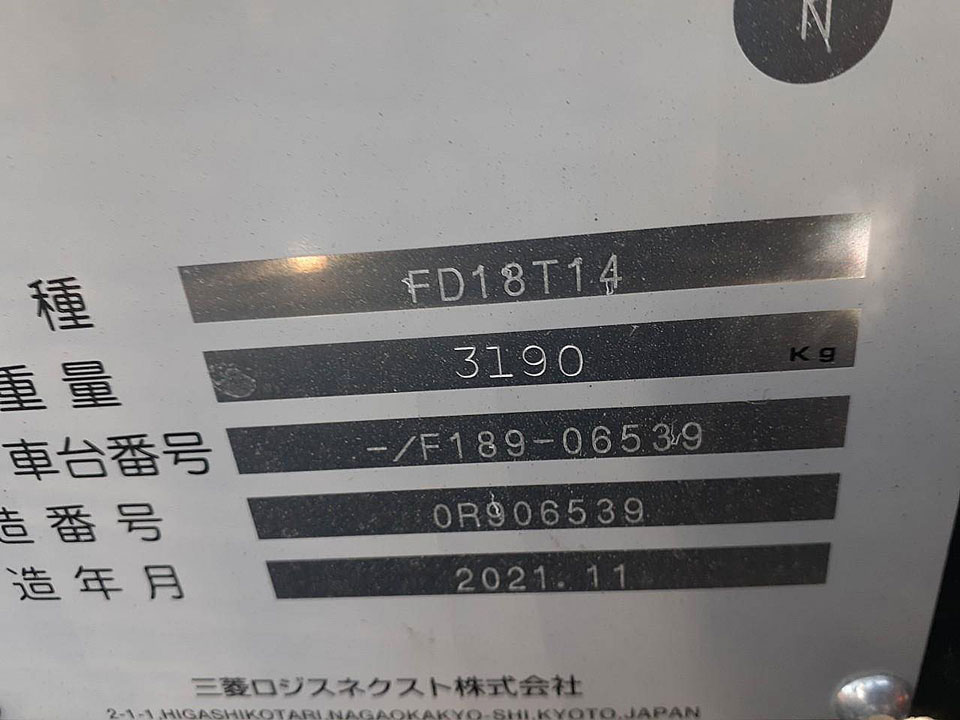 N
種 FD18T14
重量 3190 Kg
車台番号 -/F189-06539
造番号 0R906539
造年月 2021.11
三菱ロジスネクスト株式会社
2-1-1,HIGASHIKOTARI,NAGAOKAKYO-SHI,KYOTO,JAPAN